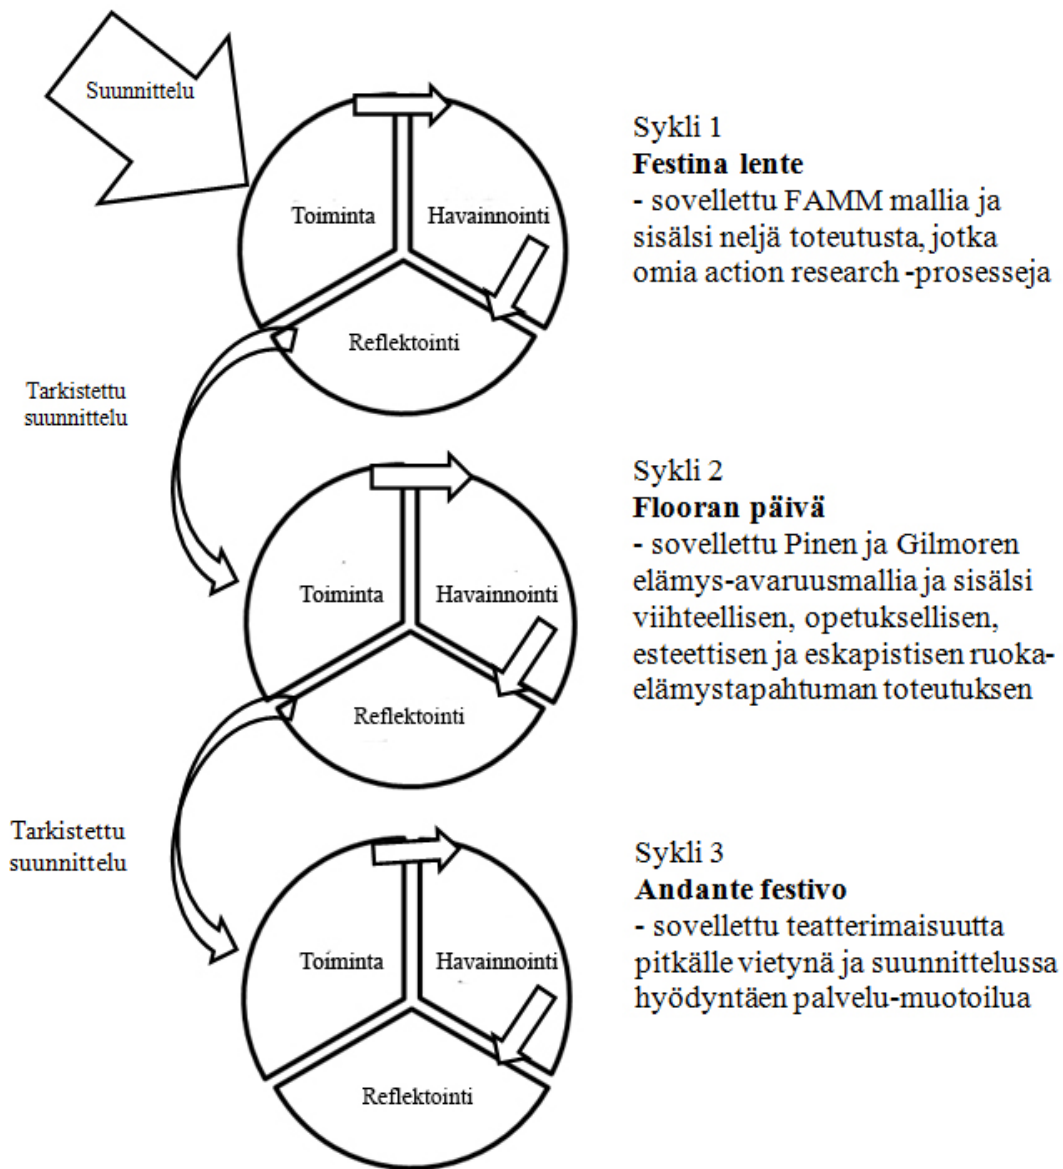 Suunnittelu
Toiminta
Havainnointi
Reflektointi
Sykli 1
Festina lente
- sovellettu FAMM mallia ja
sisälsi neljä toteutusta, jotka
omia action research -prosesseja
Tarkistettu
suunnittelu
Toiminta
Havainnointi
Reflektointi
Sykli 2
Flooran päivä
- sovellettu Pinen ja Gilmoren
elämys-avaruusmallia ja sisälsi
viihteellisen, opetuksellisen,
esteettisen ja eskapistisen ruoka-
elämystapahtuman toteutuksen
Tarkistettu
suunnittelu
Toiminta
Havainnointi
Reflektointi
Sykli 3
Andante festivo
- sovellettu teatterimaisuutta
pitkälle vietynä ja suunnittelussa
hyödyntäen palvelu-muotoilua